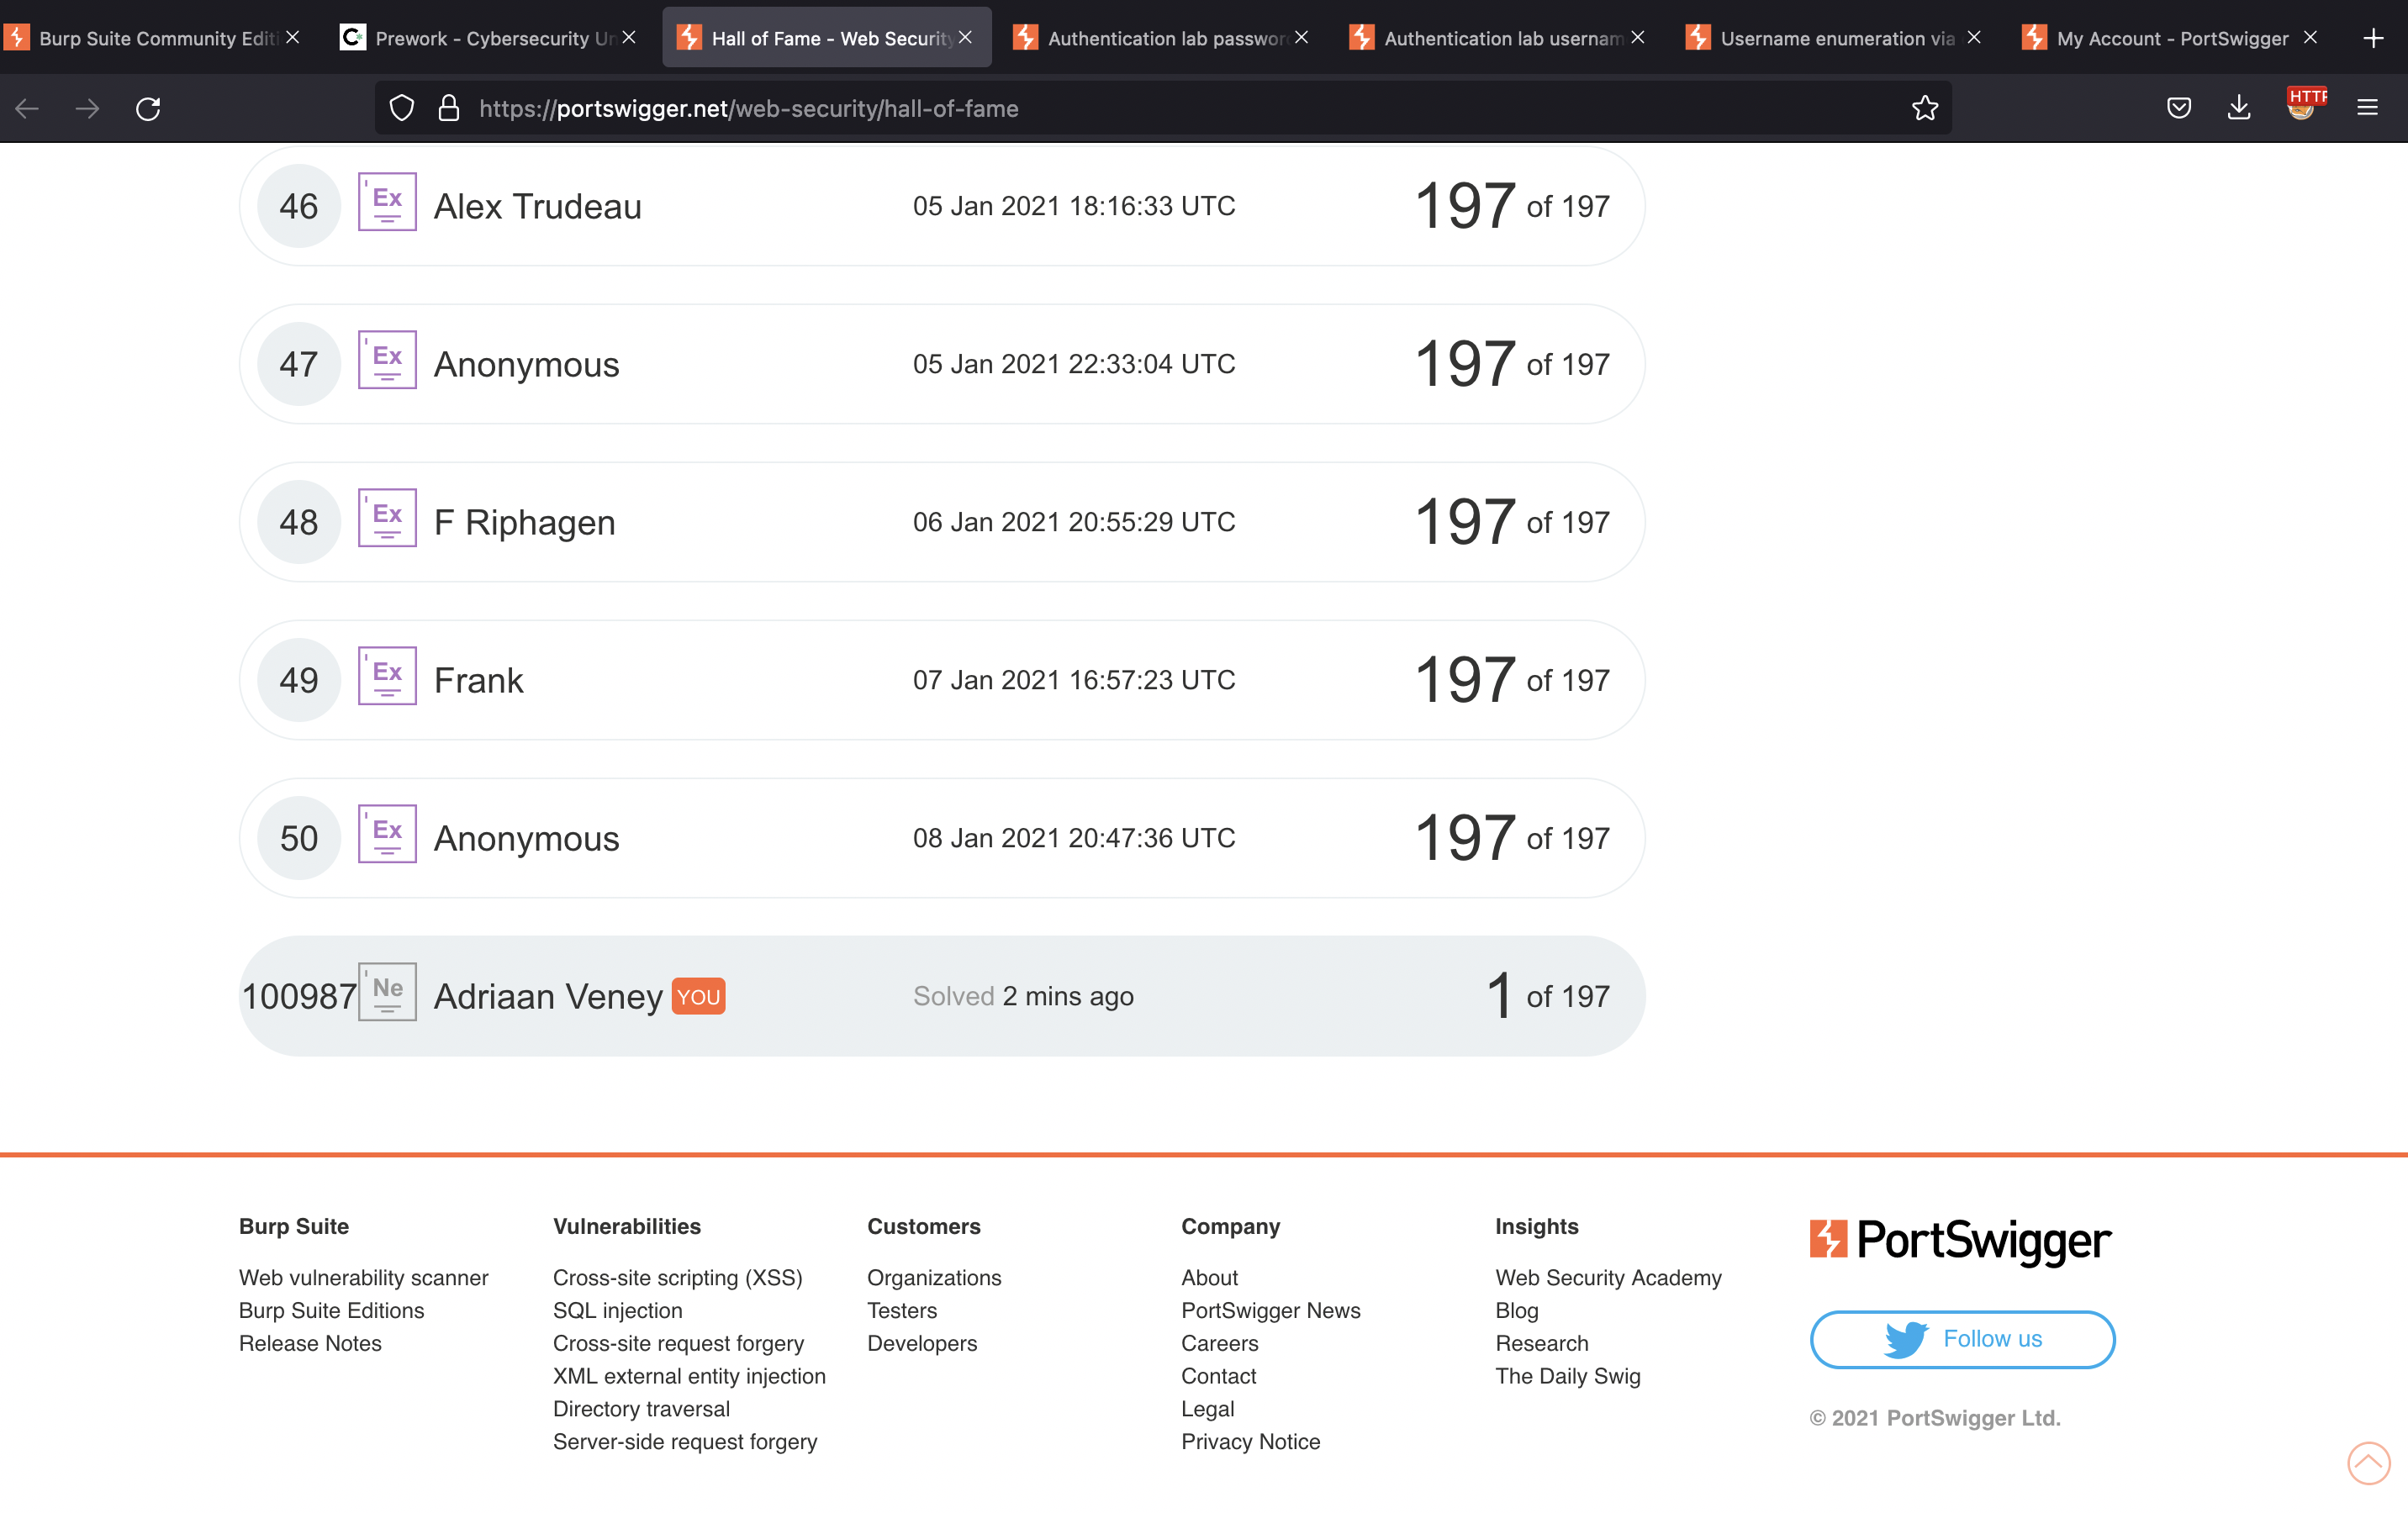 Burp Suite Community Editi
Prework - Cybersecurity Un
Hall of Fame - Web Security
Authentication lab passwor
Authentication lab usernam
Username enumeration via
My Account - PortSwigger
https://portswigger.net/web-security/hall-of-fame
HTTP
46 Ex Alex Trudeau 05 Jan 2021 18:16:33 UTC 197 of 197
47 Ex Anonymous 05 Jan 2021 22:33:04 UTC 197 of 197
48 Ex F Riphagen 06 Jan 2021 20:55:29 UTC 197 of 197
49 Ex Frank 07 Jan 2021 16:57:23 UTC 197 of 197
50 Ex Anonymous 08 Jan 2021 20:47:36 UTC 197 of 197
100987 Ne Adriaan Veney YOU Solved 2 mins ago 1 of 197
Burp Suite
Web vulnerability scanner
Burp Suite Editions
Release Notes
Vulnerabilities
Cross-site scripting (XSS)
SQL injection
Cross-site request forgery
XML external entity injection
Directory traversal
Server-side request forgery
Customers
Organizations
Testers
Developers
Company
About
PortSwigger News
Careers
Contact
Legal
Privacy Notice
Insights
Web Security Academy
Blog
Research
The Daily Swig
PortSwigger
Follow us
© 2021 PortSwigger Ltd.